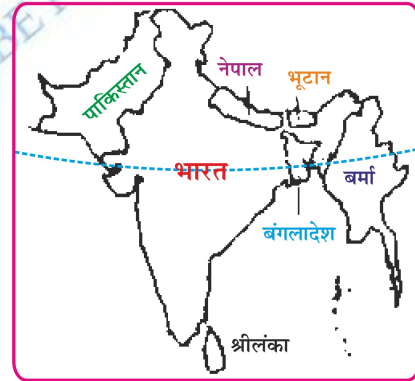 नेपाल
भूटान
पाकिस्तान
भारत
बर्मा
बंगलादेश
श्रीलंका